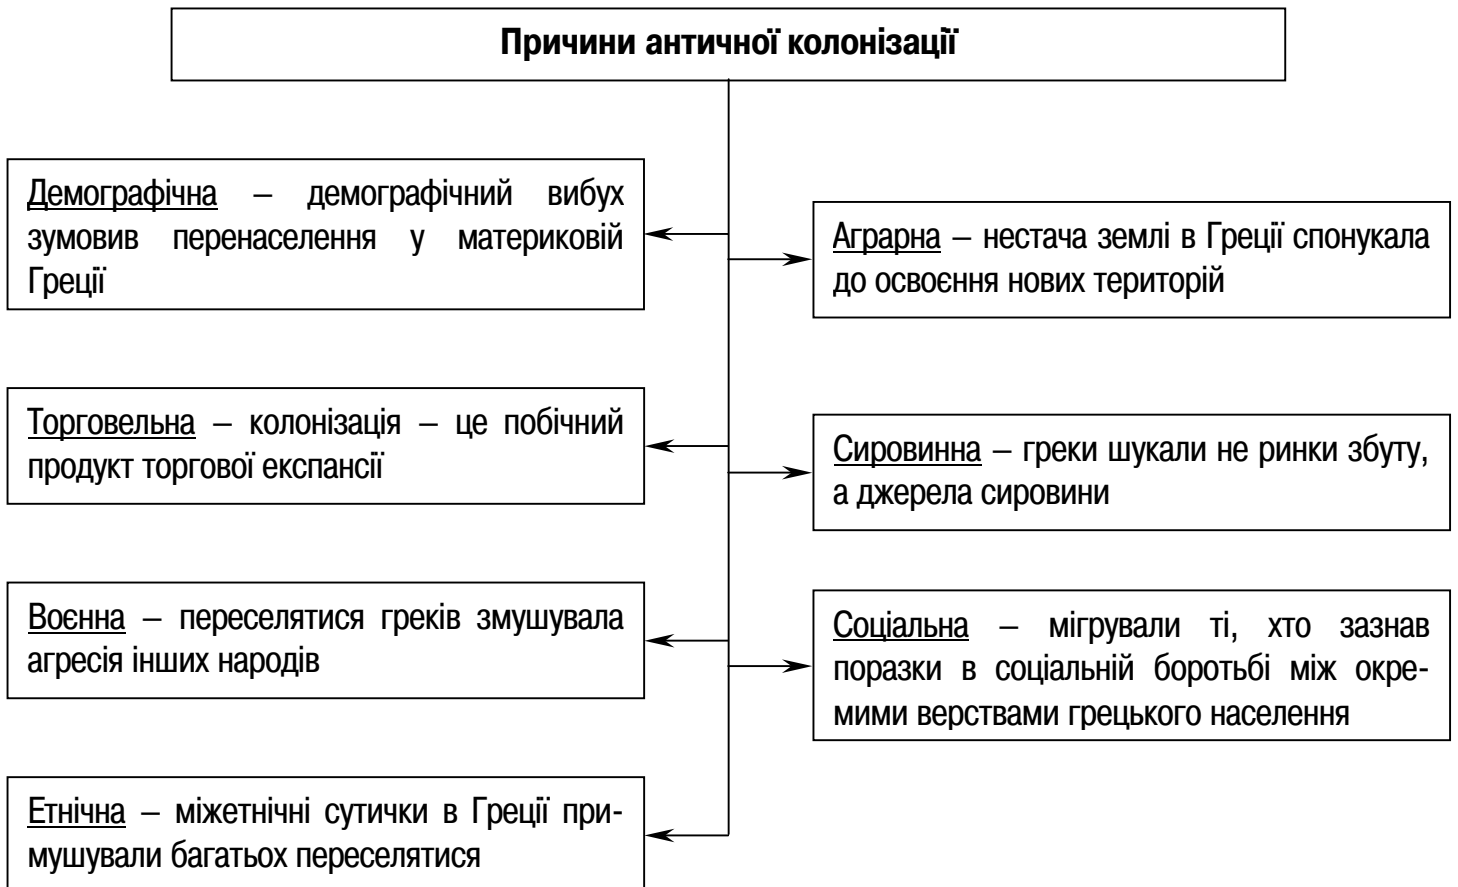 Причини античної колонізації
Демографічна – демографічний вибух
зумовив перенаселення у материковій
Греції
Аграрна – нестача землі в Греції спонукала
до освоєння нових територій
Торговельна – колонізація – це побічний
продукт торгової експансії
Сировинна – греки шукали не ринки збуту,
а джерела сировини
Воєнна – переселятися греків змушувала
агресія інших народів
Соціальна – мігрували ті, хто зазнав
поразки в соціальній боротьбі між окре-
мими верствами грецького населення
Етнічна – міжетнічні сутички в Греції при-
мушували багатьох переселятися